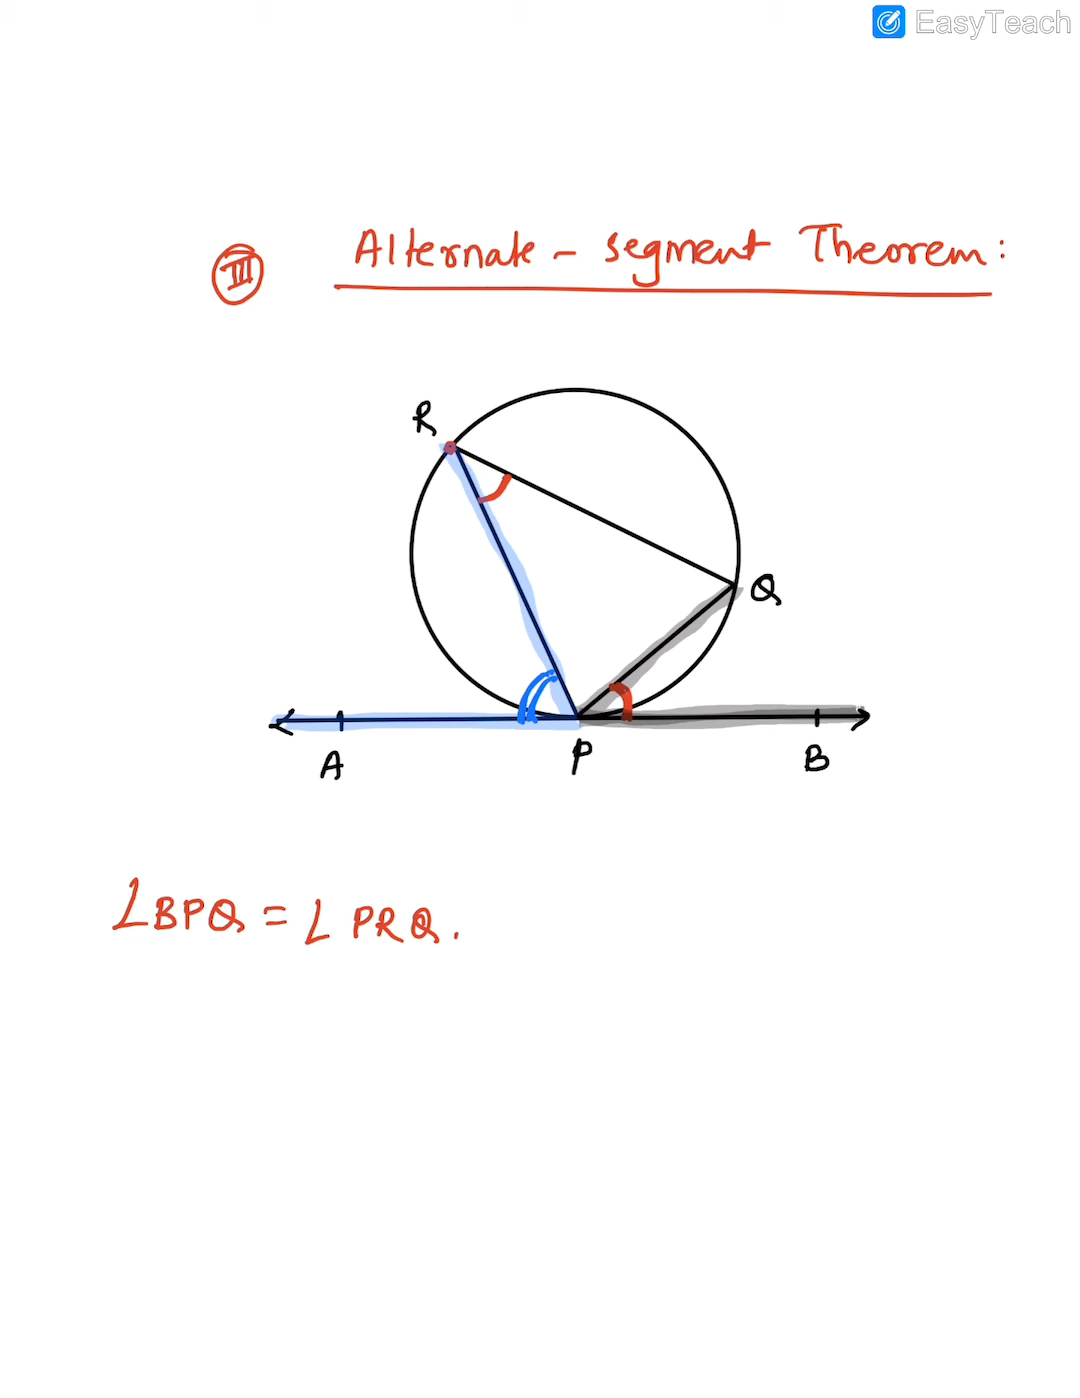 EasyTeach
III Alternate - segment Theorem:
R
Q
A P B
∠BPQ = ∠PRQ.